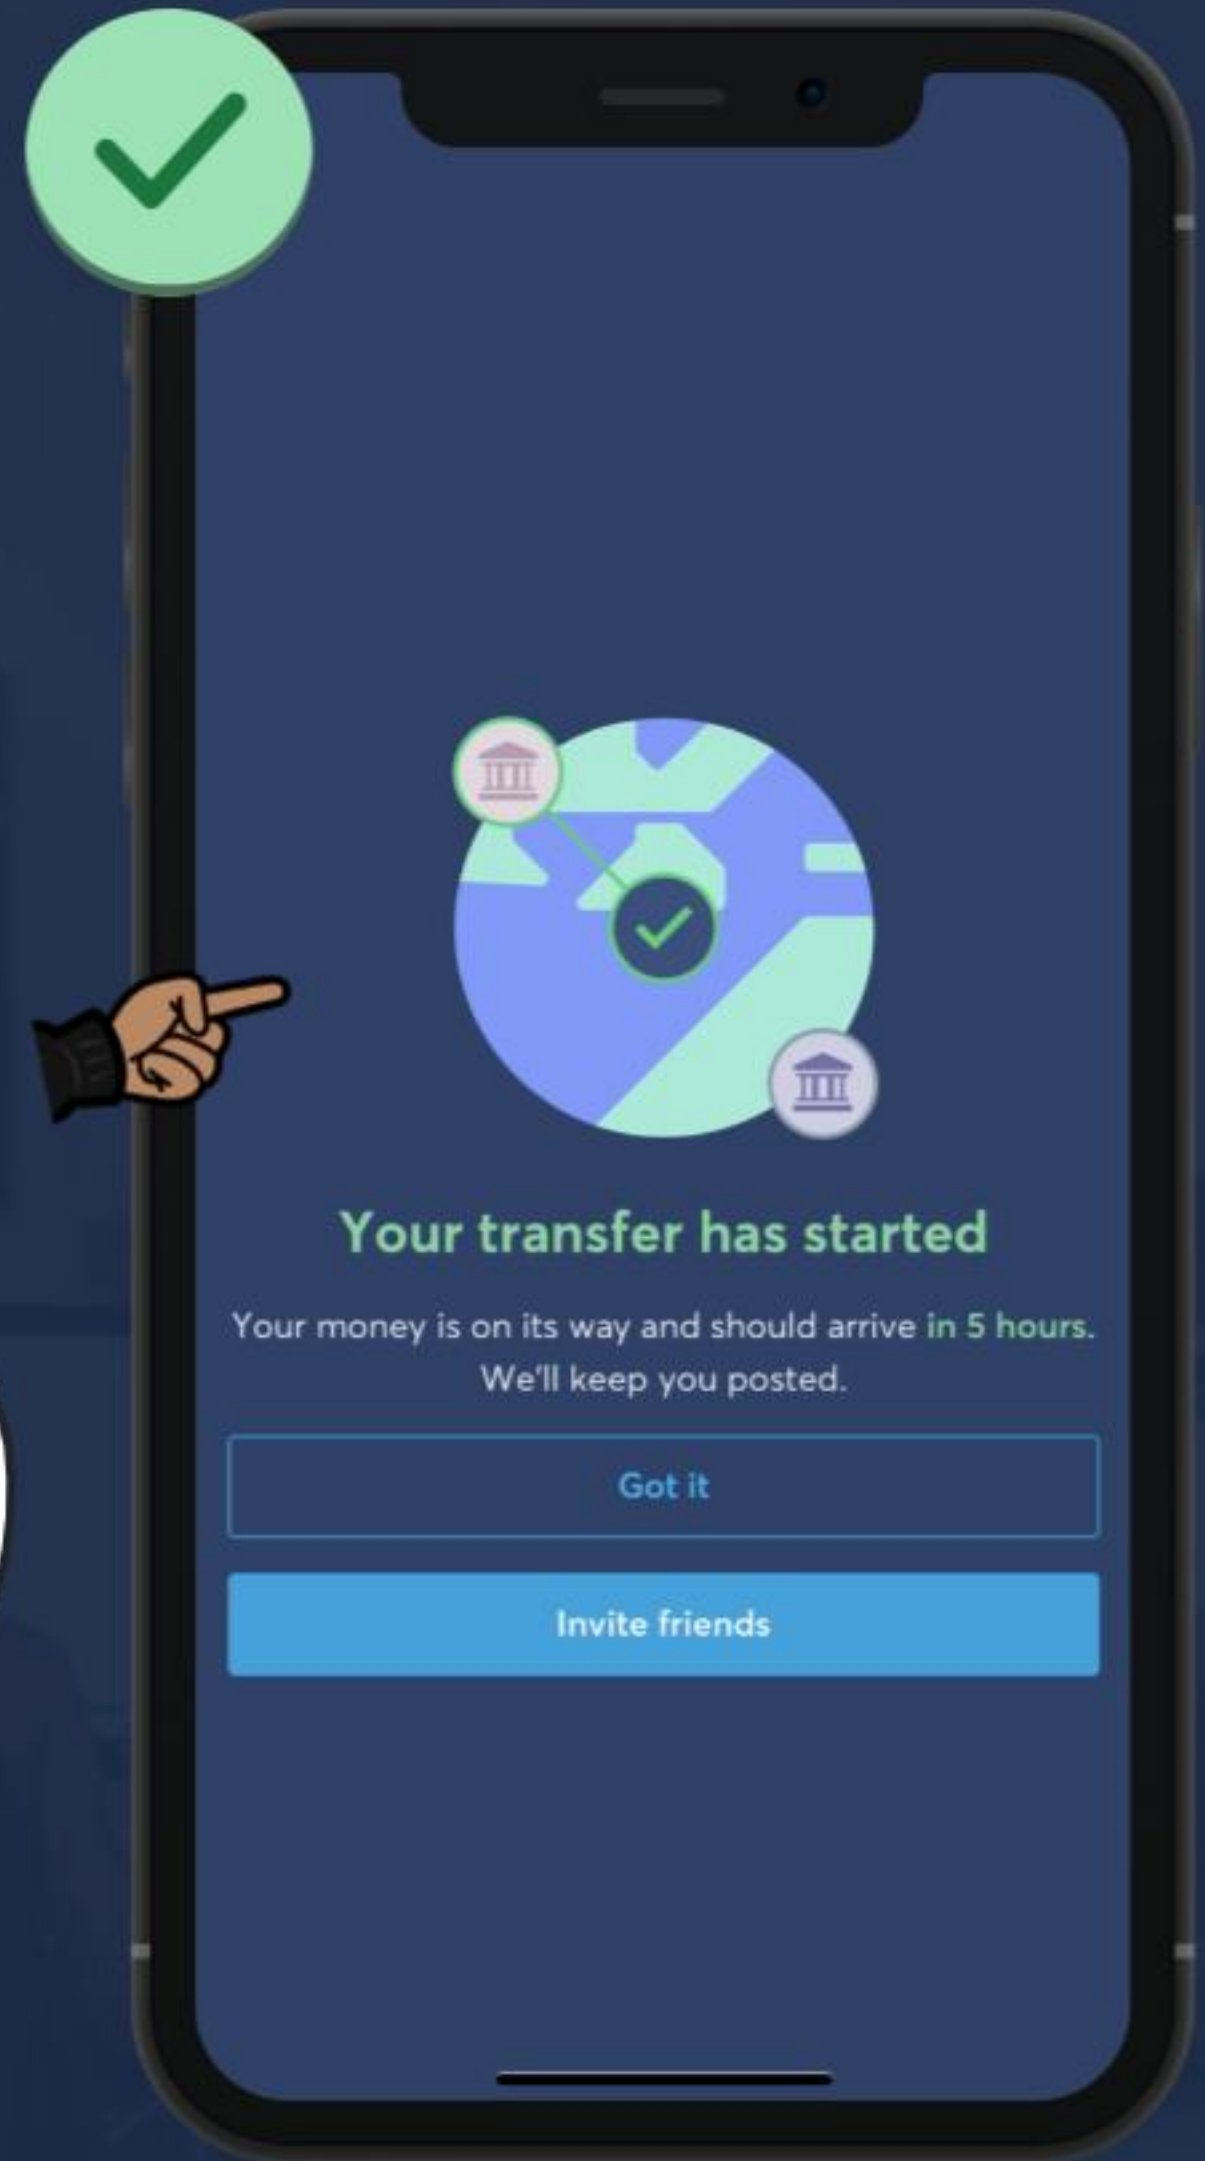 Your transfer has started
Your money is on its way and should arrive in 5 hours.
We'll keep you posted.
Got it
Invite friends